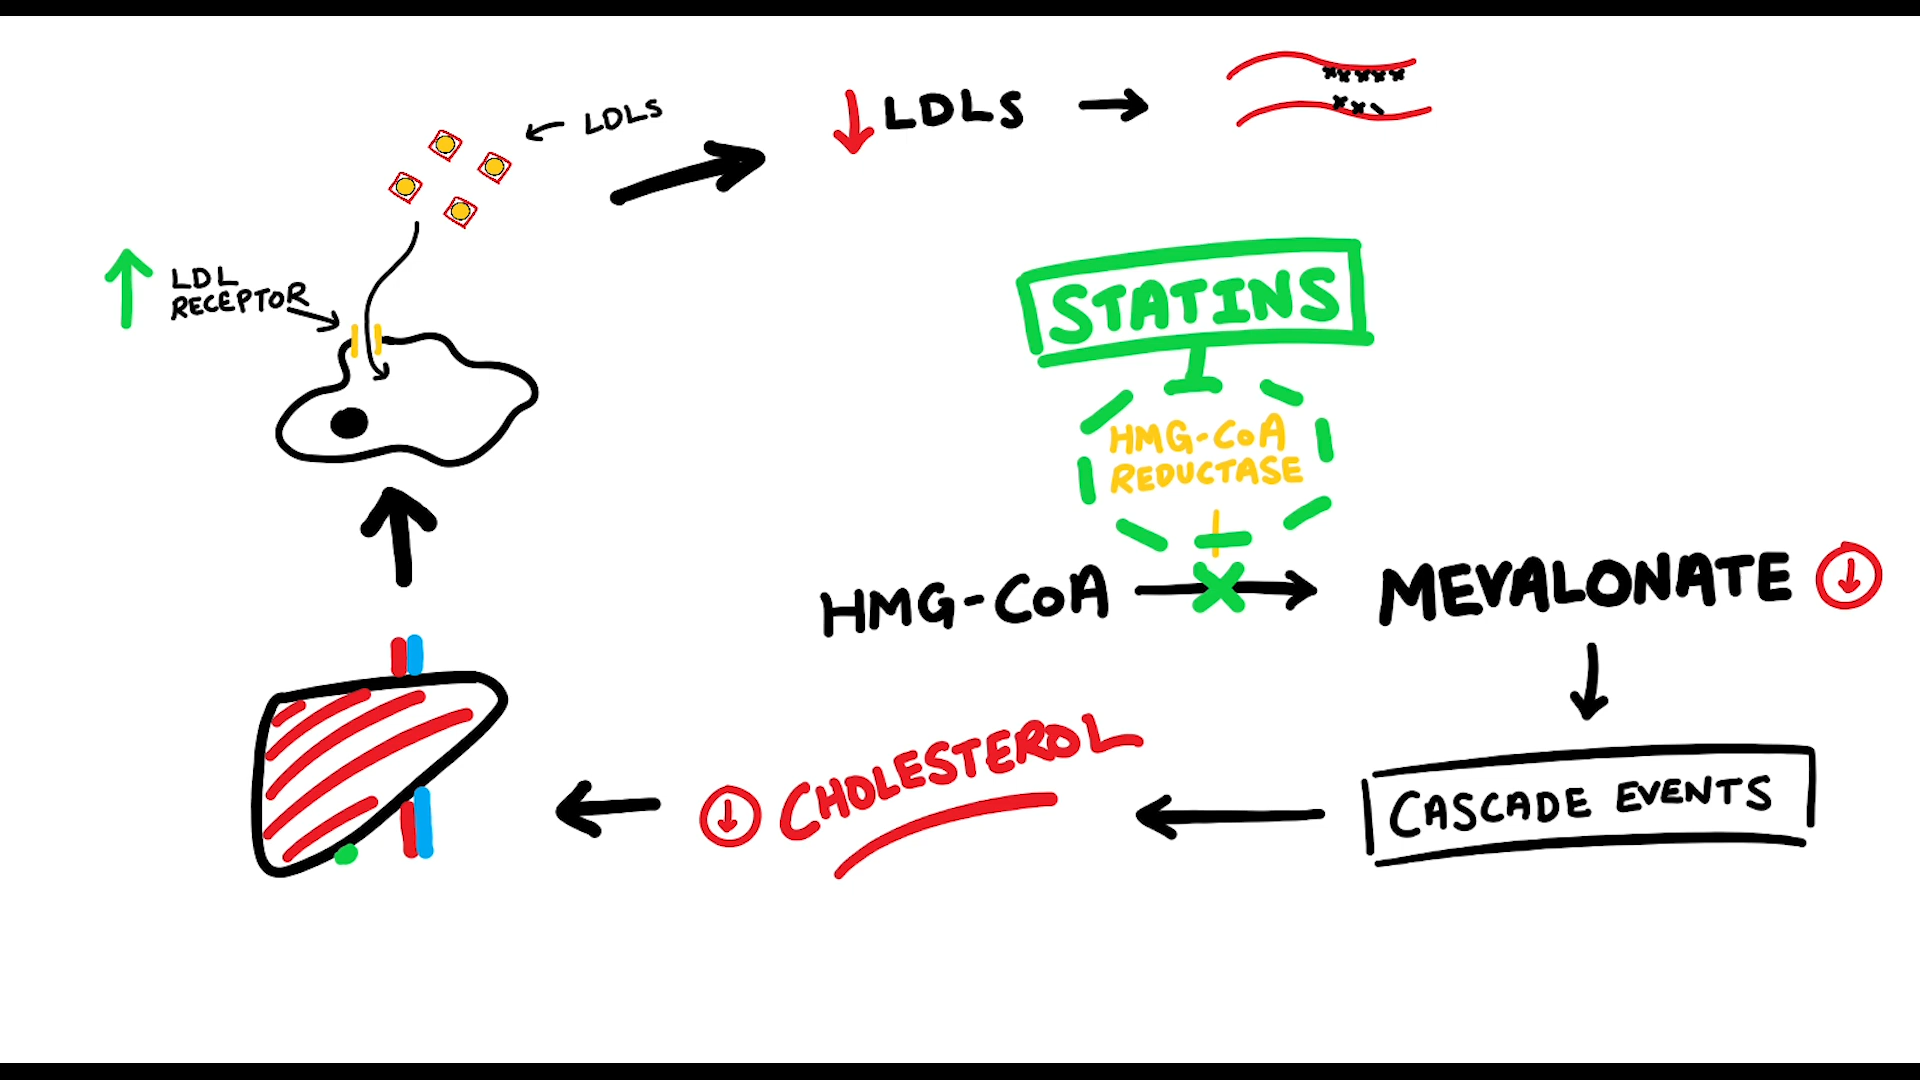 LDLS
↓ LDLS →
↑ LDL
RECEPTOR
STATINS
HMG-COA
REDUCTASE
HMG-COA → MEVALONATE ↓
↓ CHOLESTEROL
CASCADE EVENTS